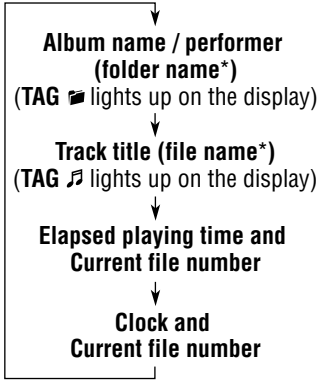 Album name / performer
(folder name*)
(TAG lights up on the display)
Track title (file name*)
(TAG lights up on the display)
Elapsed playing time and
Current file number
Clock and
Current file number